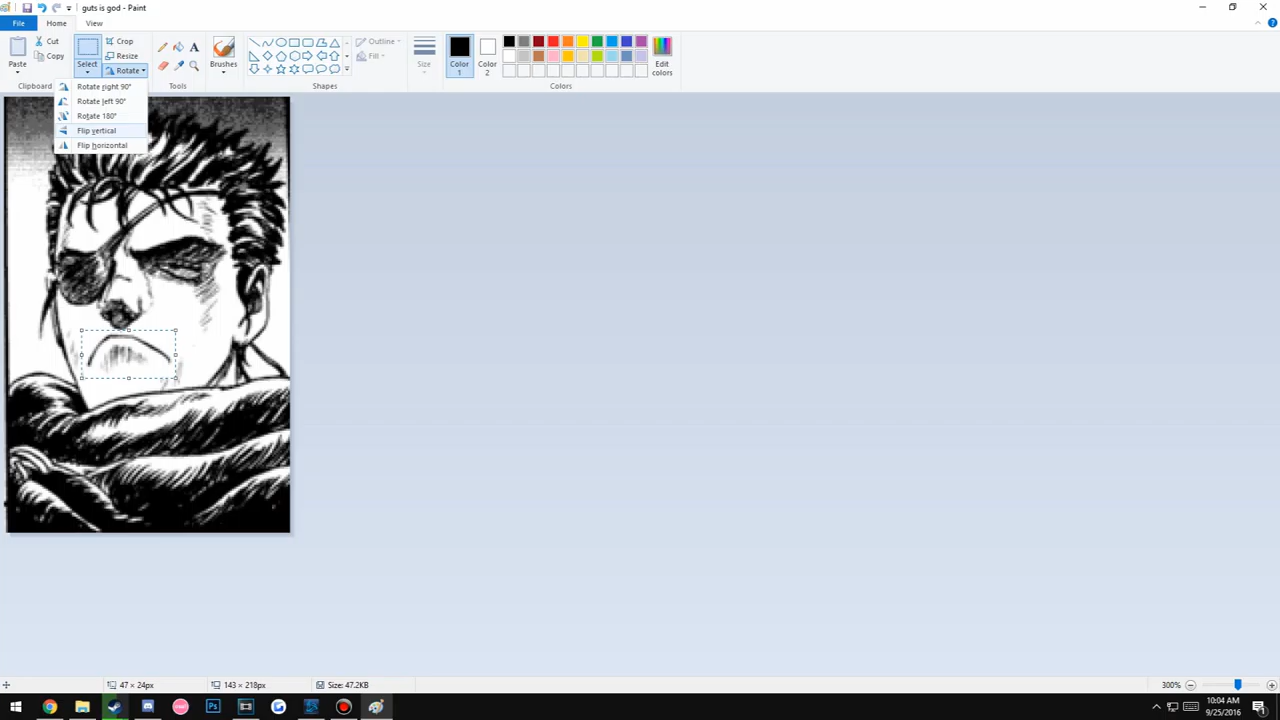 guts is god - Paint
File Home View
Paste Cut Copy
Select Crop Resize Rotate
Brushes
Outline
Fill
Size
Color 1
Color 2
Edit colors
Clipboard Tools Shapes Colors
Rotate right 90°
Rotate left 90°
Rotate 180°
Flip vertical
Flip horizontal
47 × 24px 143 × 218px Size: 47.2KB 300%
Ps
10:04 AM
9/25/2016